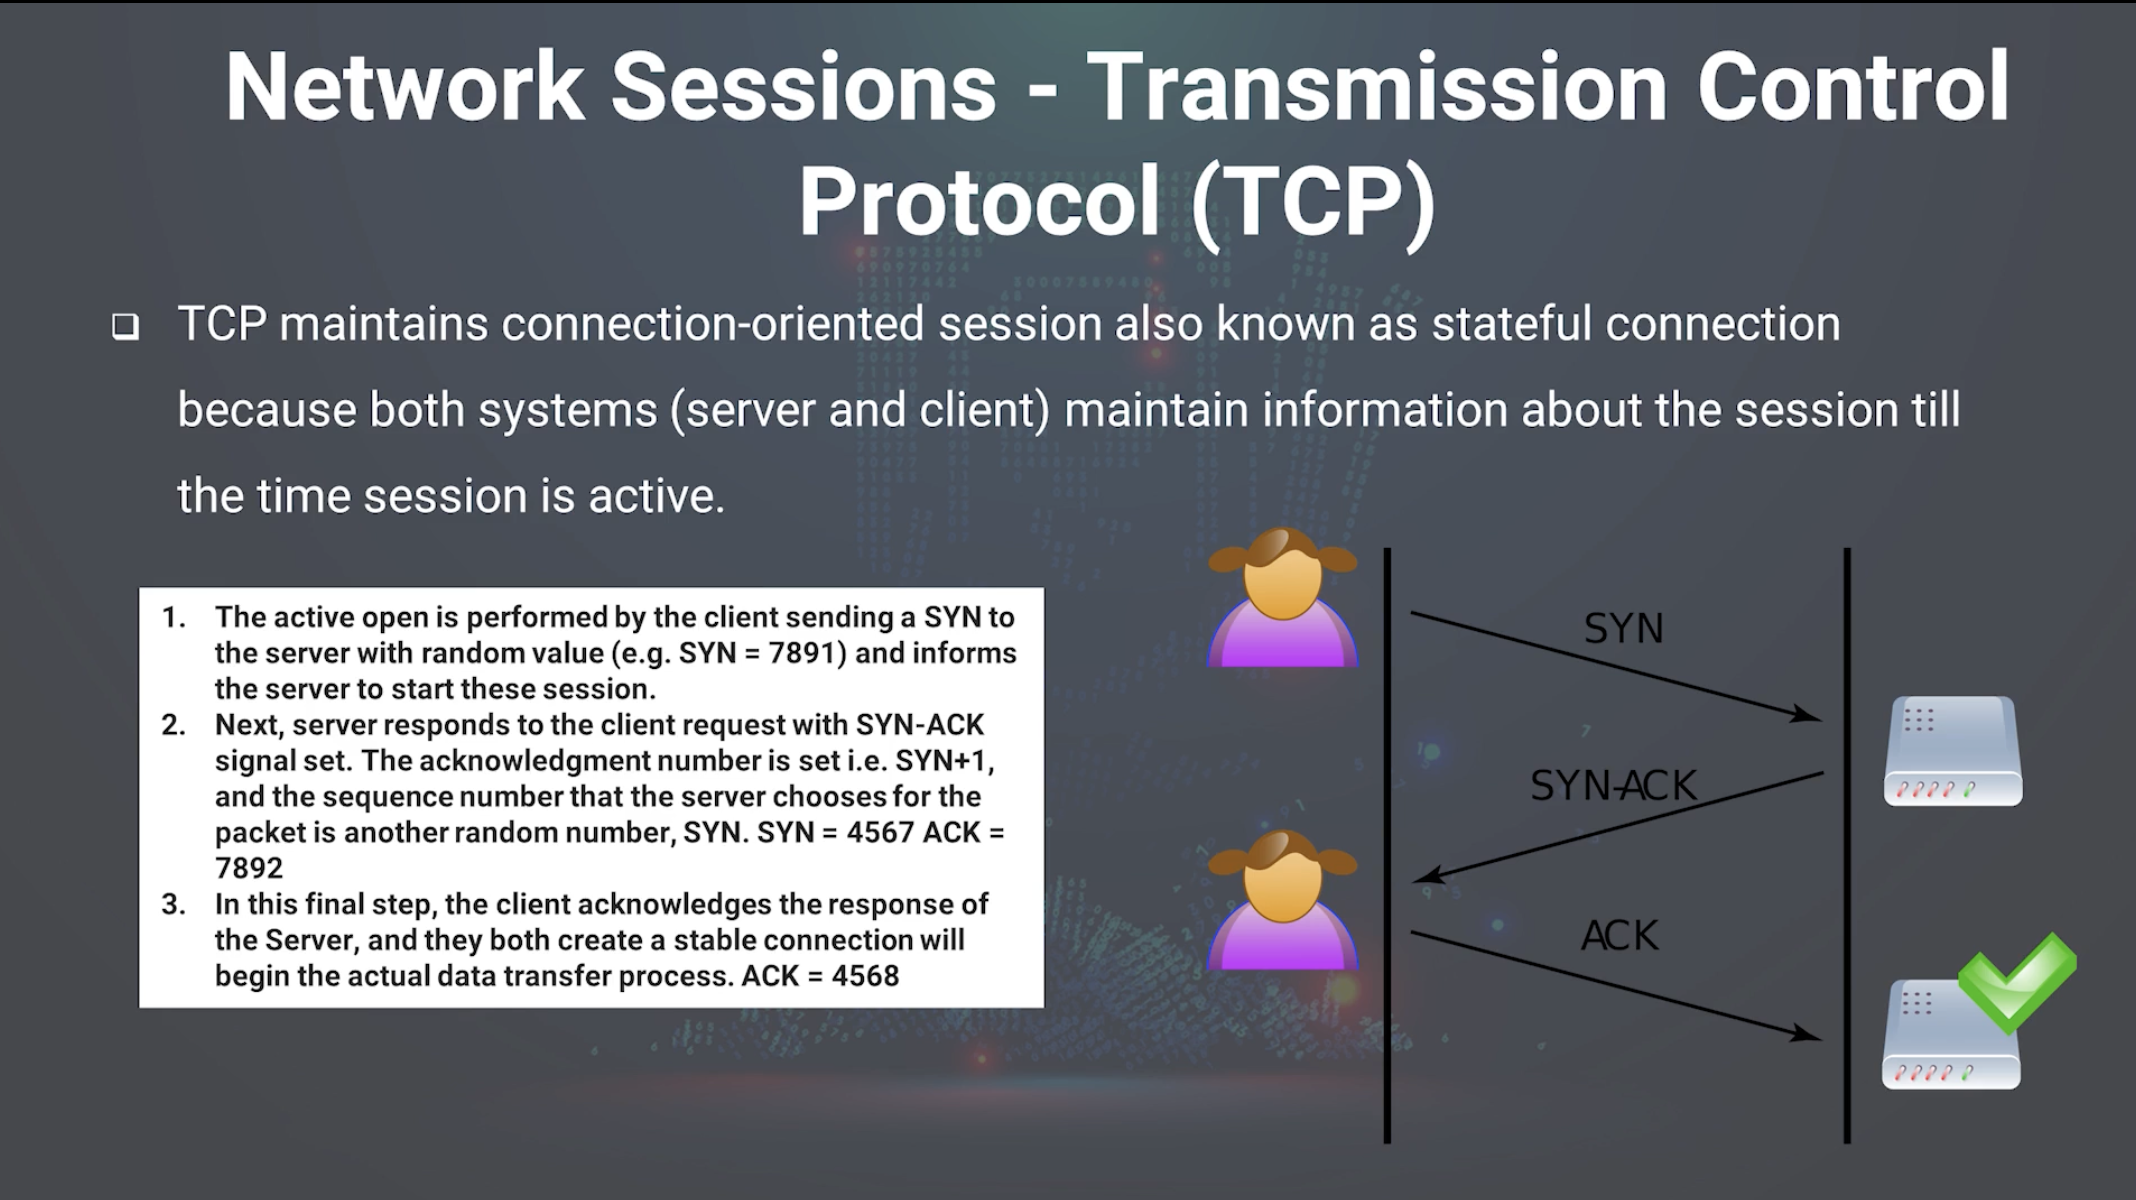 Network Sessions - Transmission Control
Protocol (TCP)
❑ TCP maintains connection-oriented session also known as stateful connection
because both systems (server and client) maintain information about the session till
the time session is active.
1. The active open is performed by the client sending a SYN to
the server with random value (e.g. SYN = 7891) and informs
the server to start these session.
2. Next, server responds to the client request with SYN-ACK
signal set. The acknowledgment number is set i.e. SYN+1,
and the sequence number that the server chooses for the
packet is another random number, SYN. SYN = 4567 ACK =
7892
3. In this final step, the client acknowledges the response of
the Server, and they both create a stable connection will
begin the actual data transfer process. ACK = 4568
SYN
SYN-ACK
ACK